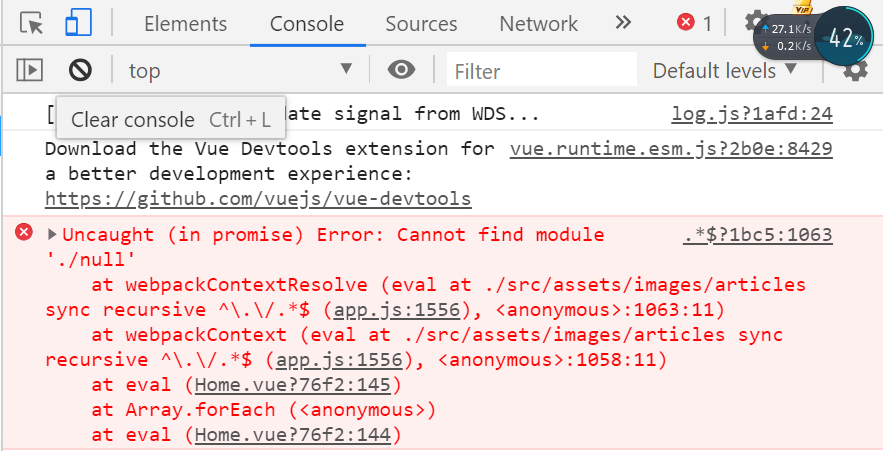 Elements Console Sources Network 1
VIP
27.1K/s
0.2K/s
42%
top Filter Default levels
[ date signal from WDS... log.js?1afd:24
Clear console Ctrl + L
Download the Vue Devtools extension for vue.runtime.esm.js?2b0e:8429
a better development experience:
https://github.com/vuejs/vue-devtools
Uncaught (in promise) Error: Cannot find module .*$?1bc5:1063
'./null'
at webpackContextResolve (eval at ./src/assets/images/articles
sync recursive ^\.\/.*$ (app.js:1556), <anonymous>:1063:11)
at webpackContext (eval at ./src/assets/images/articles sync
recursive ^\.\/.*$ (app.js:1556), <anonymous>:1058:11)
at eval (Home.vue?76f2:145)
at Array.forEach (<anonymous>)
at eval (Home.vue?76f2:144)